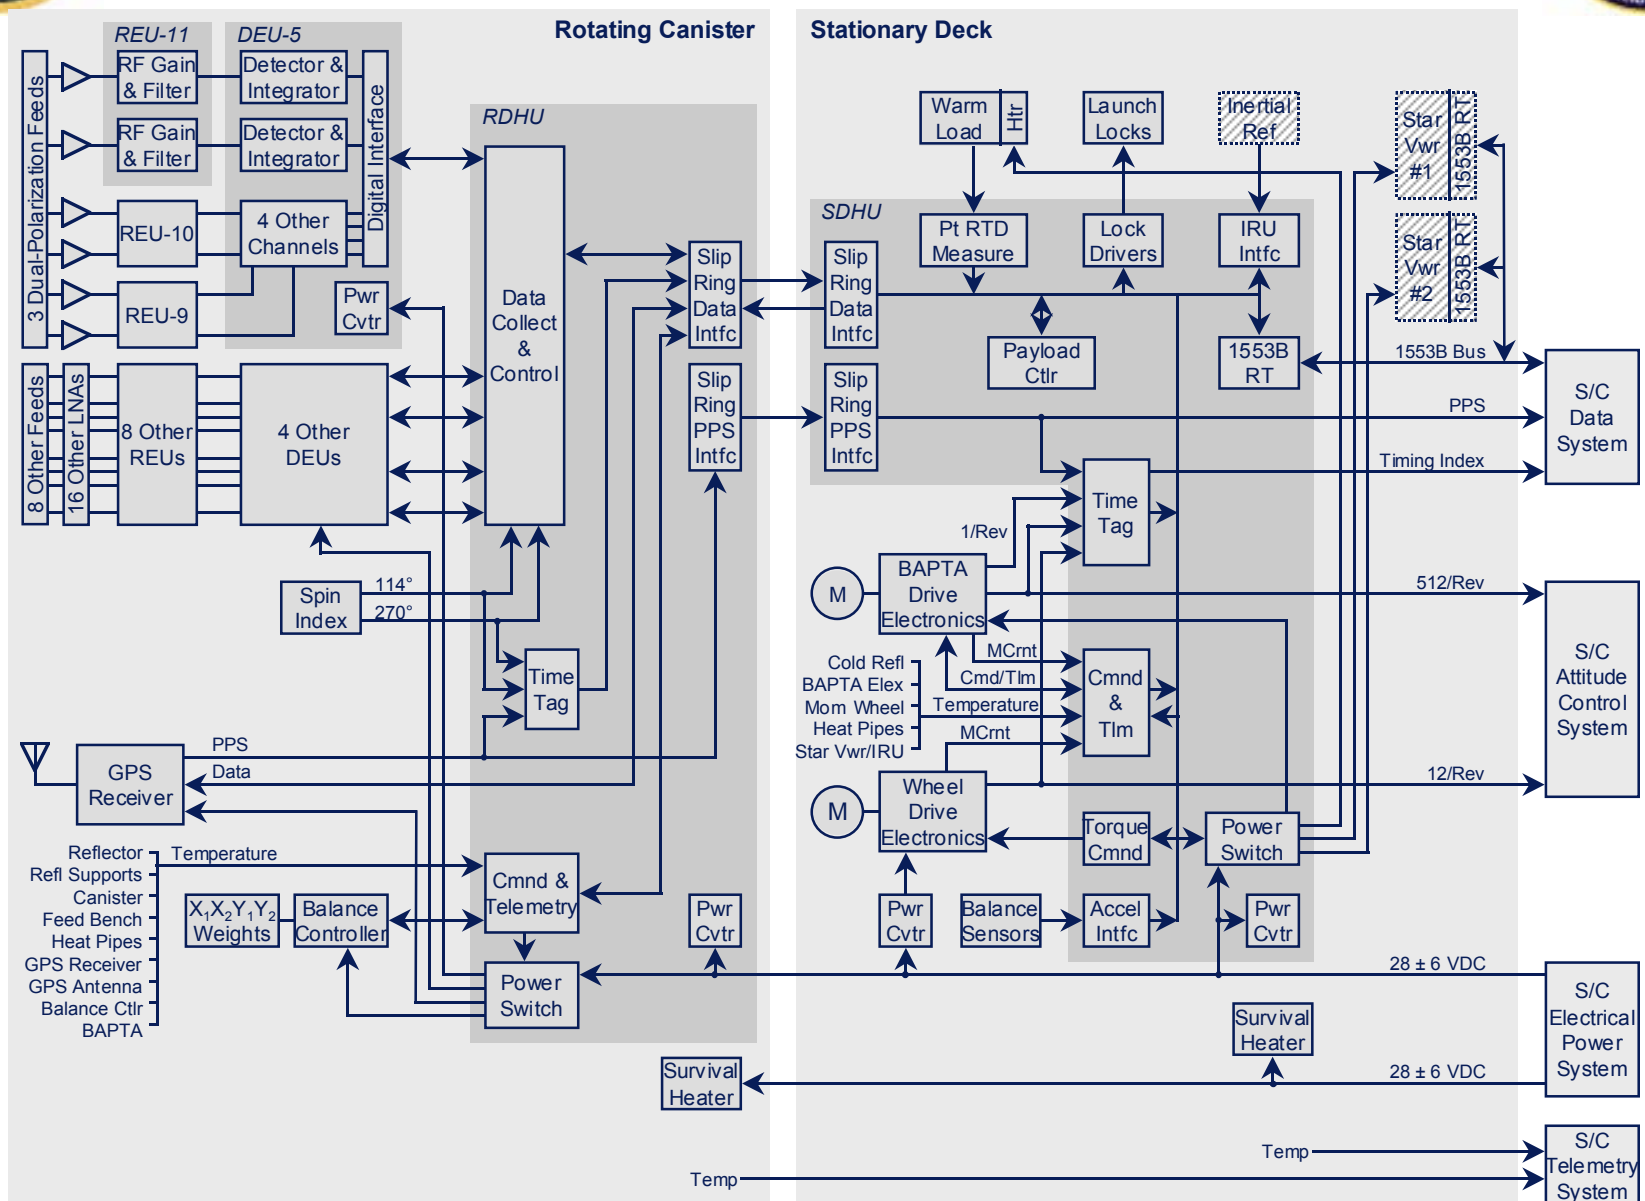 Rotating Canister
Stationary Deck
REU-11
DEU-5
3 Dual-Polarization Feeds
RF Gain
& Filter
Detector &
Integrator
RF Gain
& Filter
Detector &
Integrator
Digital Interface
REU-10
4 Other
Channels
REU-9
Pwr
Cvtr
8 Other Feeds
16 Other LNAs
8 Other
REUs
4 Other
DEUs
RDHU
Data
Collect
&
Control
Slip
Ring
Data
Intfc
Slip
Ring
PPS
Intfc
Spin
Index
114°
270°
Time
Tag
GPS
Receiver
PPS
Data
Reflector
Refl Supports
Canister
Feed Bench
Heat Pipes
GPS Receiver
GPS Antenna
Balance Ctlr
BAPTA
Temperature
X1X2Y1Y2
Weights
Balance
Controller
Cmnd &
Telemetry
Power
Switch
Pwr
Cvtr
Survival
Heater
Temp
Warm
Load
Htr
Launch
Locks
Inertial
Ref
Star
Vwr
#1
1553B RT
Star
Vwr
#2
1553B RT
SDHU
Slip
Ring
Data
Intfc
Slip
Ring
PPS
Intfc
Pt RTD
Measure
Lock
Drivers
IRU
Intfc
Payload
Ctlr
1553B
RT
1553B Bus
PPS
Timing Index
S/C
Data
System
Time
Tag
1/Rev
M
BAPTA
Drive
Electronics
512/Rev
MCrnt
Cmd/Tlm
Temperature
MCrnt
Cold Refl
BAPTA Elex
Mom Wheel
Heat Pipes
Star Vwr/IRU
Cmnd
&
Tlm
S/C
Attitude
Control
System
12/Rev
M
Wheel
Drive
Electronics
Torque
Cmnd
Power
Switch
Pwr
Cvtr
Balance
Sensors
Accel
Intfc
Pwr
Cvtr
28 ± 6 VDC
S/C
Electrical
Power
System
Survival
Heater
28 ± 6 VDC
Temp
S/C
Telemetry
System